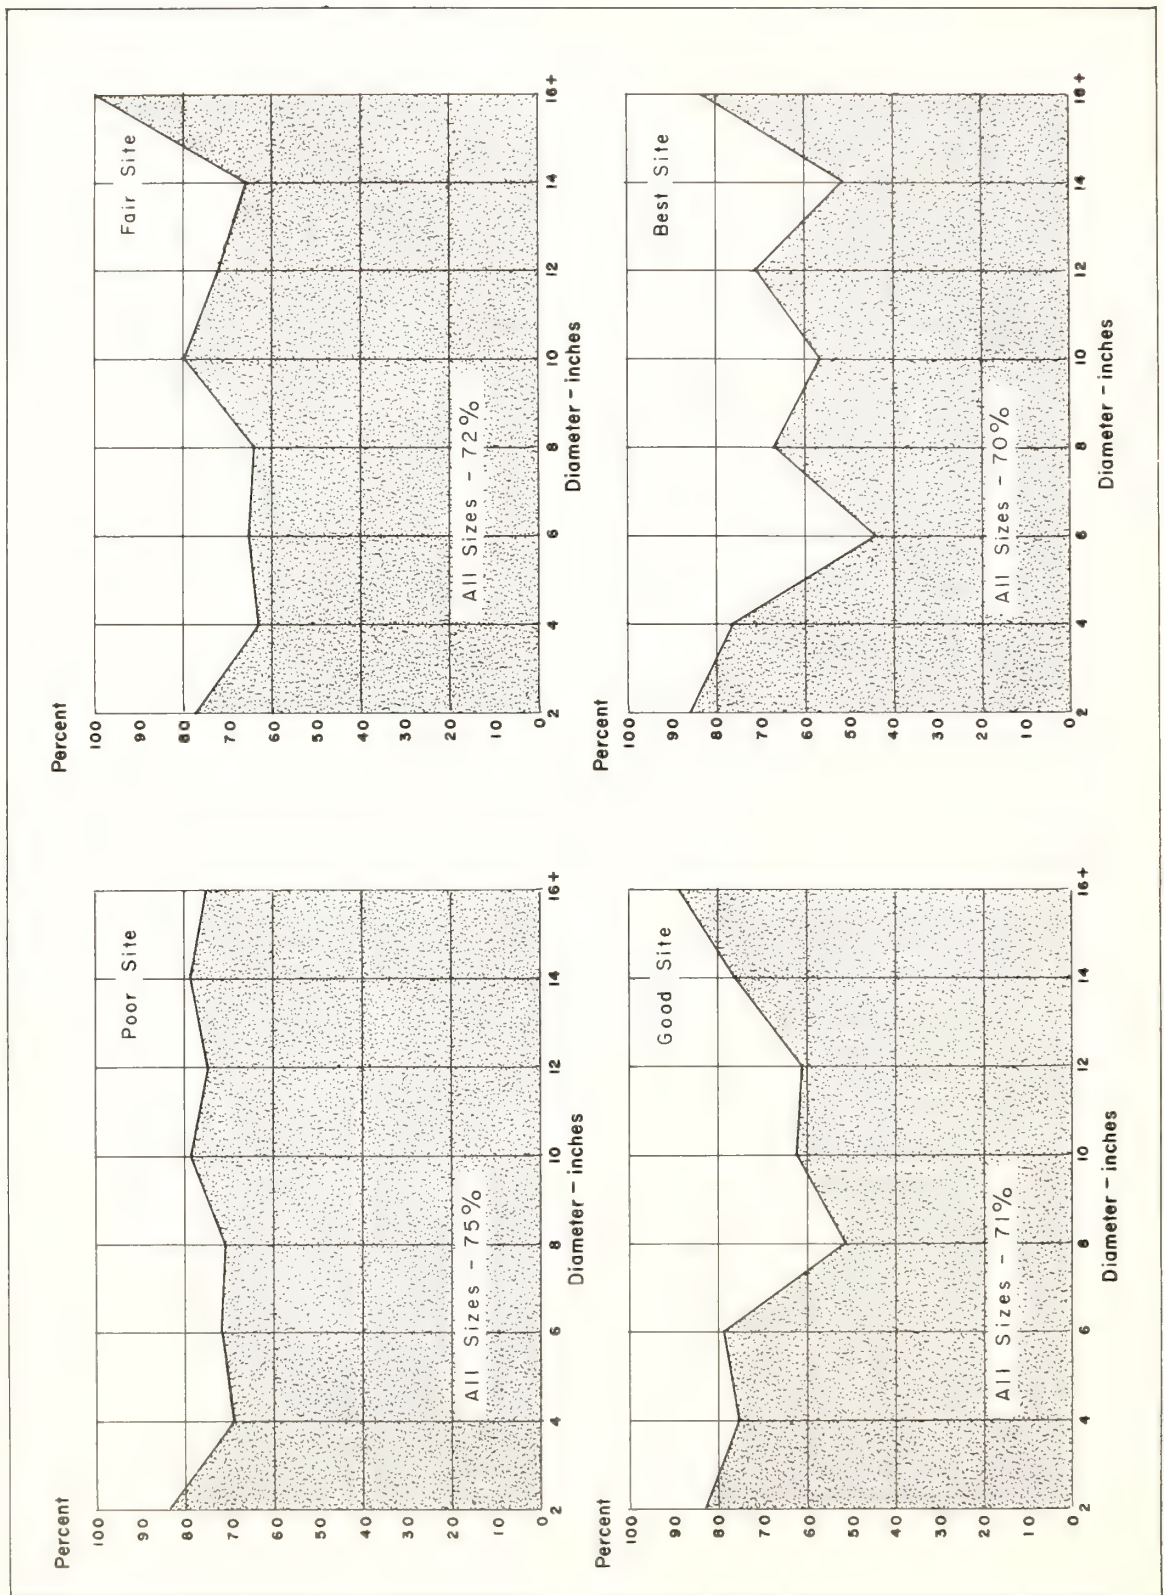 Percent
100
90
80
70
60
50
40
30
20
10
0
Poor Site
All Sizes - 75%
2 4 6 8 10 12 14 16+
Diameter - inches
Percent
100
90
80
70
60
50
40
30
20
10
0
Fair Site
All Sizes - 72%
2 4 6 8 10 12 14 16+
Diameter - inches
Percent
100
90
80
70
60
50
40
30
20
10
0
Good Site
All Sizes - 71%
2 4 6 8 10 12 14 16+
Diameter - inches
Percent
100
90
80
70
60
50
40
30
20
10
0
Best Site
All Sizes - 70%
2 4 6 8 10 12 14 16+
Diameter - inches